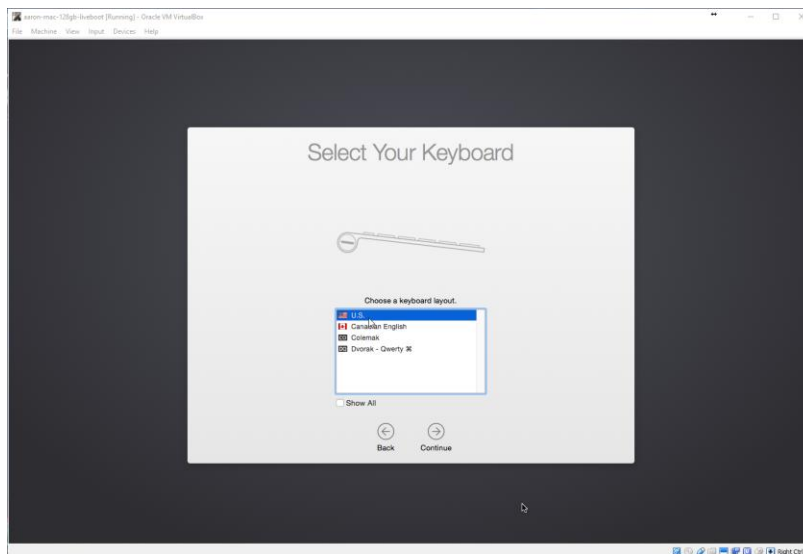 aaron-mac-120gb-liveboot [Running] - Oracle VM VirtualBox
File Machine View Input Devices Help
Select Your Keyboard
Choose a keyboard layout.
U.S.
Canadian English
Colemak
Dvorak - Qwerty ⌘
Show All
Back Continue
Right Ctrl